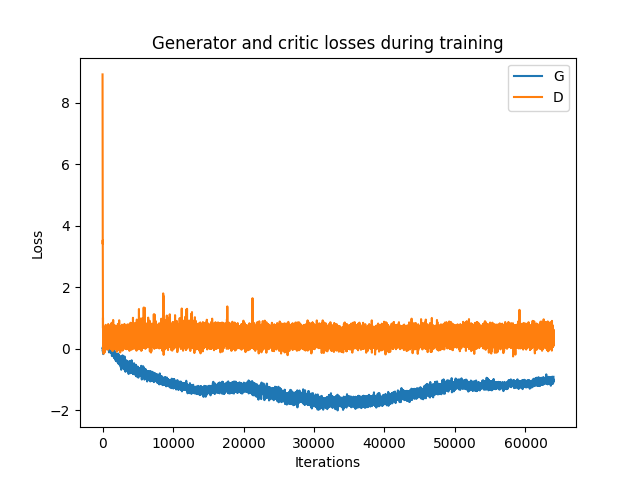 Generator and critic losses during training
G
D
8
6
4
2
0
−2
Loss
0 10000 20000 30000 40000 50000 60000
Iterations